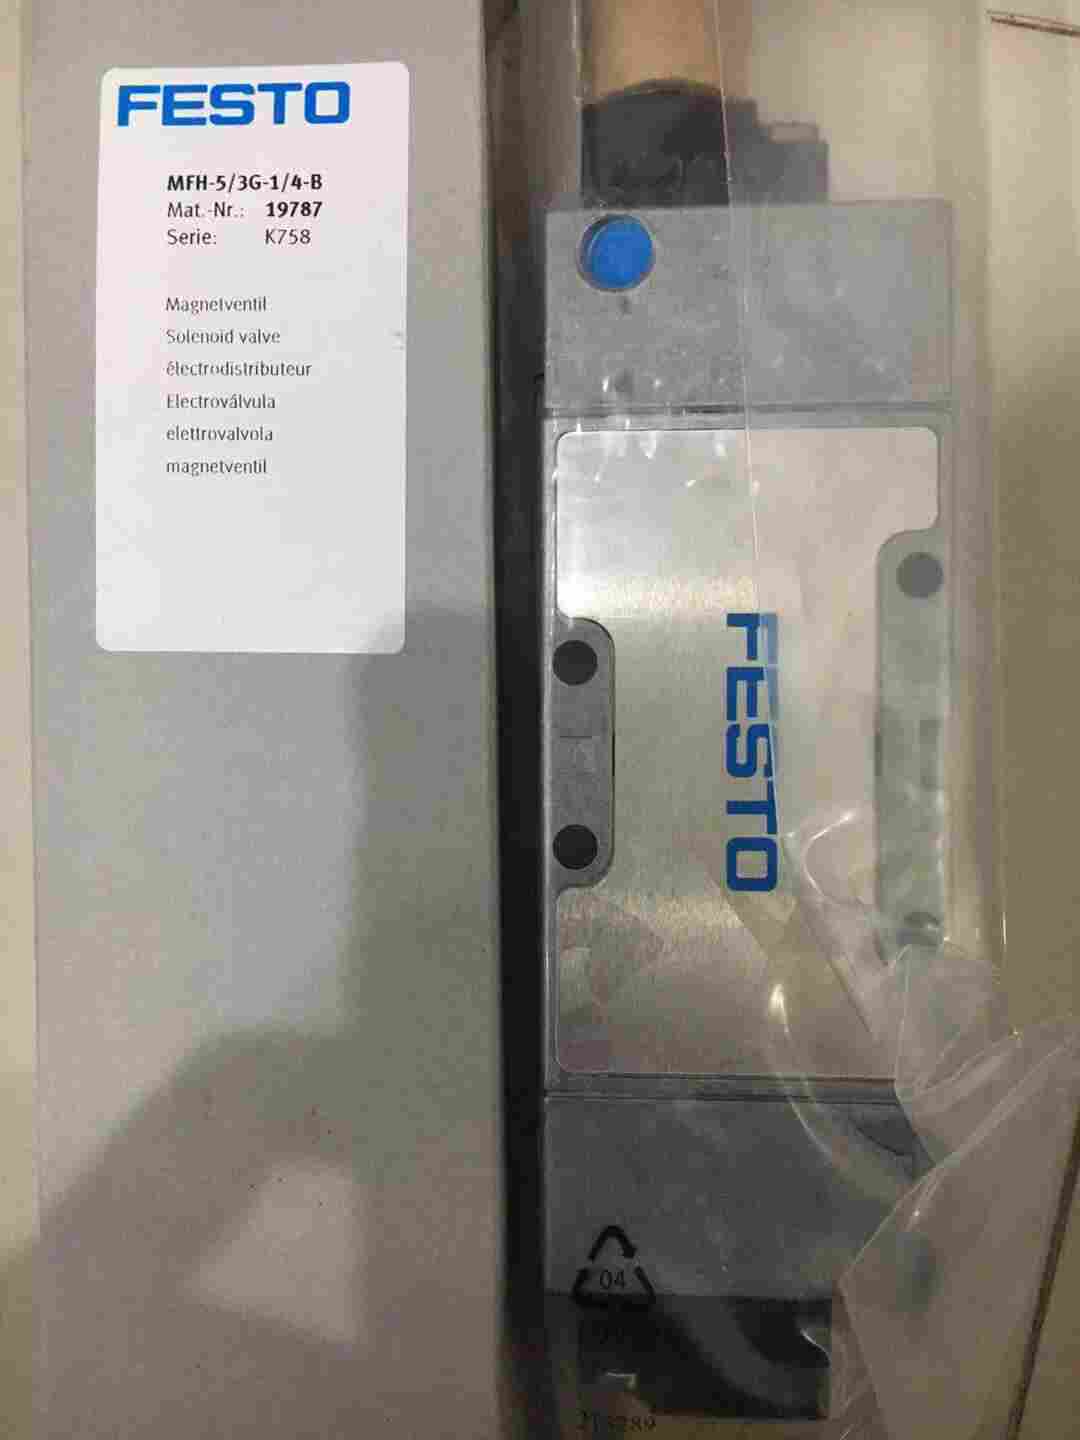 FESTO
MFH-5/3G-1/4-B
Mat.-Nr.: 19787
Serie: K758
Magnetventil
Solenoid valve
électrodistributeur
Electroválvula
elettrovalvola
magnetventil
FESTO
04